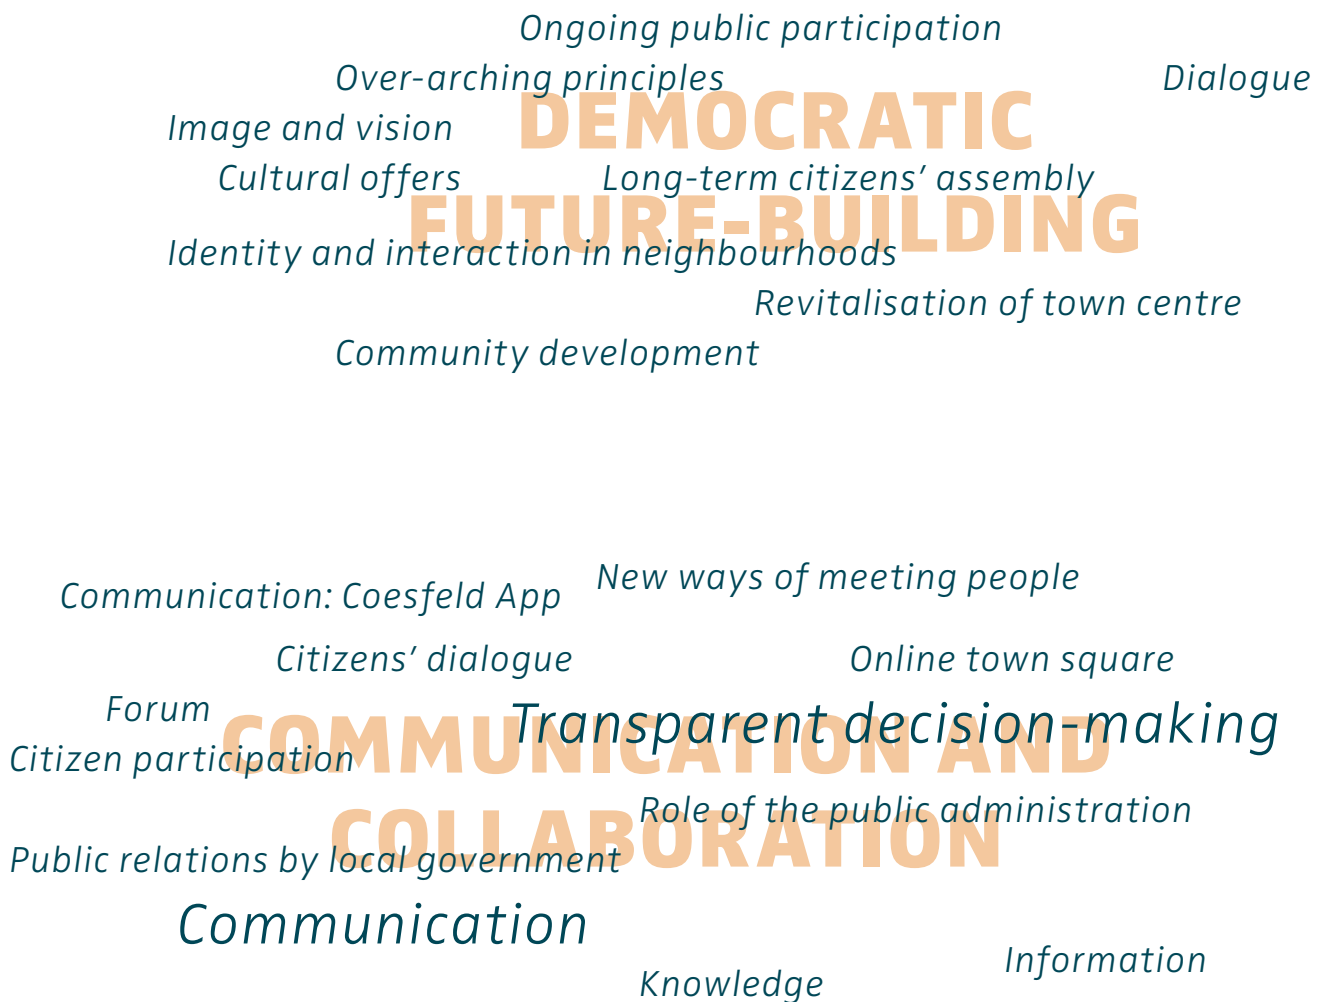 Ongoing public participation
Over-arching principles
Dialogue
DEMOCRATIC
Image and vision
Cultural offers
Long-term citizens’ assembly
FUTURE-BUILDING
Identity and interaction in neighbourhoods
Revitalisation of town centre
Community development
New ways of meeting people
Communication: Coesfeld App
Citizens’ dialogue
Online town square
Forum
Transparent decision-making
COMMUNICATION AND
Citizen participation
Role of the public administration
COLLABORATION
Public relations by local government
Communication
Information
Knowledge